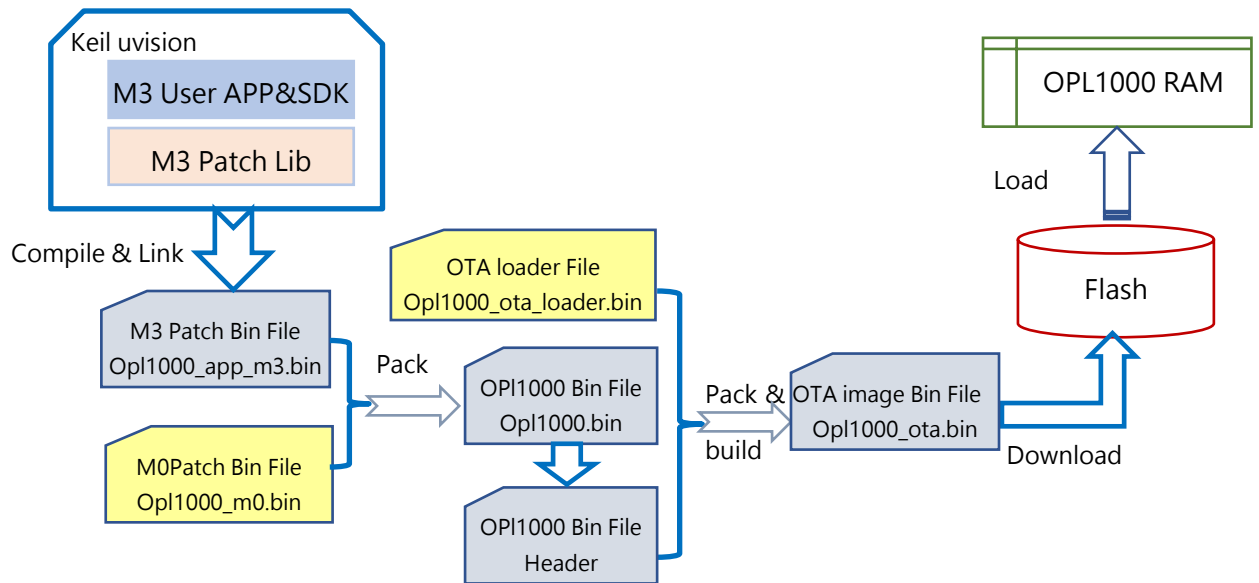 Keil uvision
M3 User APP&SDK
M3 Patch Lib
Compile & Link
M3 Patch Bin File
Opl1000_app_m3.bin
M0Patch Bin File
Opl1000_m0.bin
Pack
OTA loader File
Opl1000_ota_loader.bin
OPl1000 Bin File
Opl1000.bin
OPl1000 Bin File
Header
Pack &
build
OTA image Bin File
Opl1000_ota.bin
Download
Flash
Load
OPL1000 RAM